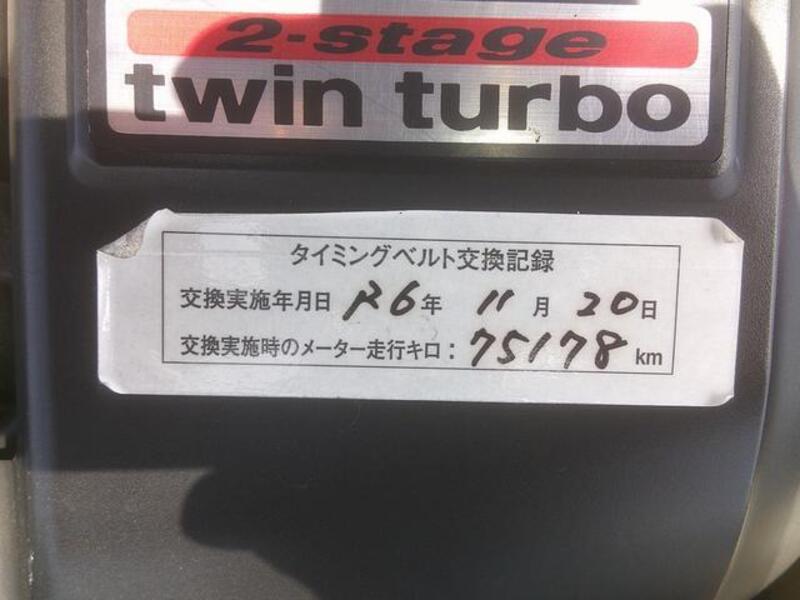 2-stage
twin turbo
タイミングベルト交換記録
交換実施年月日 R6年 11月 20日
交換実施時のメーター走行キロ：75178 km